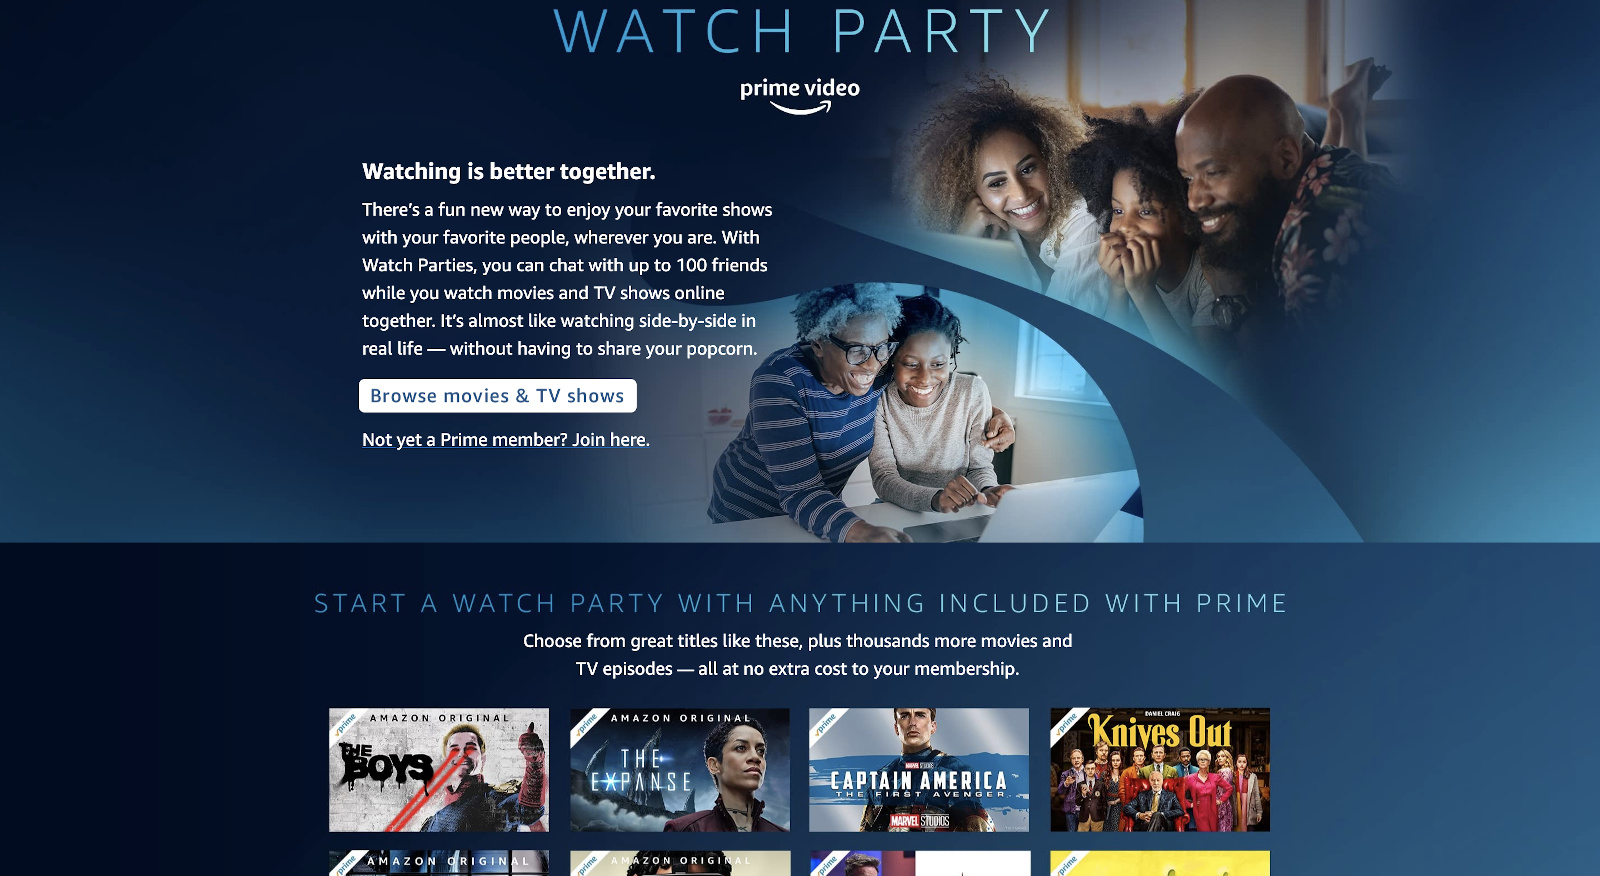 WATCH PARTY
prime video
Watching is better together.
There's a fun new way to enjoy your favorite shows
with your favorite people, wherever you are. With
Watch Parties, you can chat with up to 100 friends
while you watch movies and TV shows online
together. It's almost like watching side-by-side in
real life — without having to share your popcorn.
Browse movies & TV shows
Not yet a Prime member? Join here.
START A WATCH PARTY WITH ANYTHING INCLUDED WITH PRIME
Choose from great titles like these, plus thousands more movies and
TV episodes — all at no extra cost to your membership.
prime
AMAZON ORIGINAL
THE
BOYS
prime
AMAZON ORIGINAL
THE
EXPANSE
prime
MARVEL STUDIOS
CAPTAIN AMERICA
THE FIRST AVENGER
MARVEL STUDIOS
prime
DANIEL CRAIG
Knives Out
prime
AMAZON ORIGINAL
prime
AMAZON ORIGINAL
prime
prime